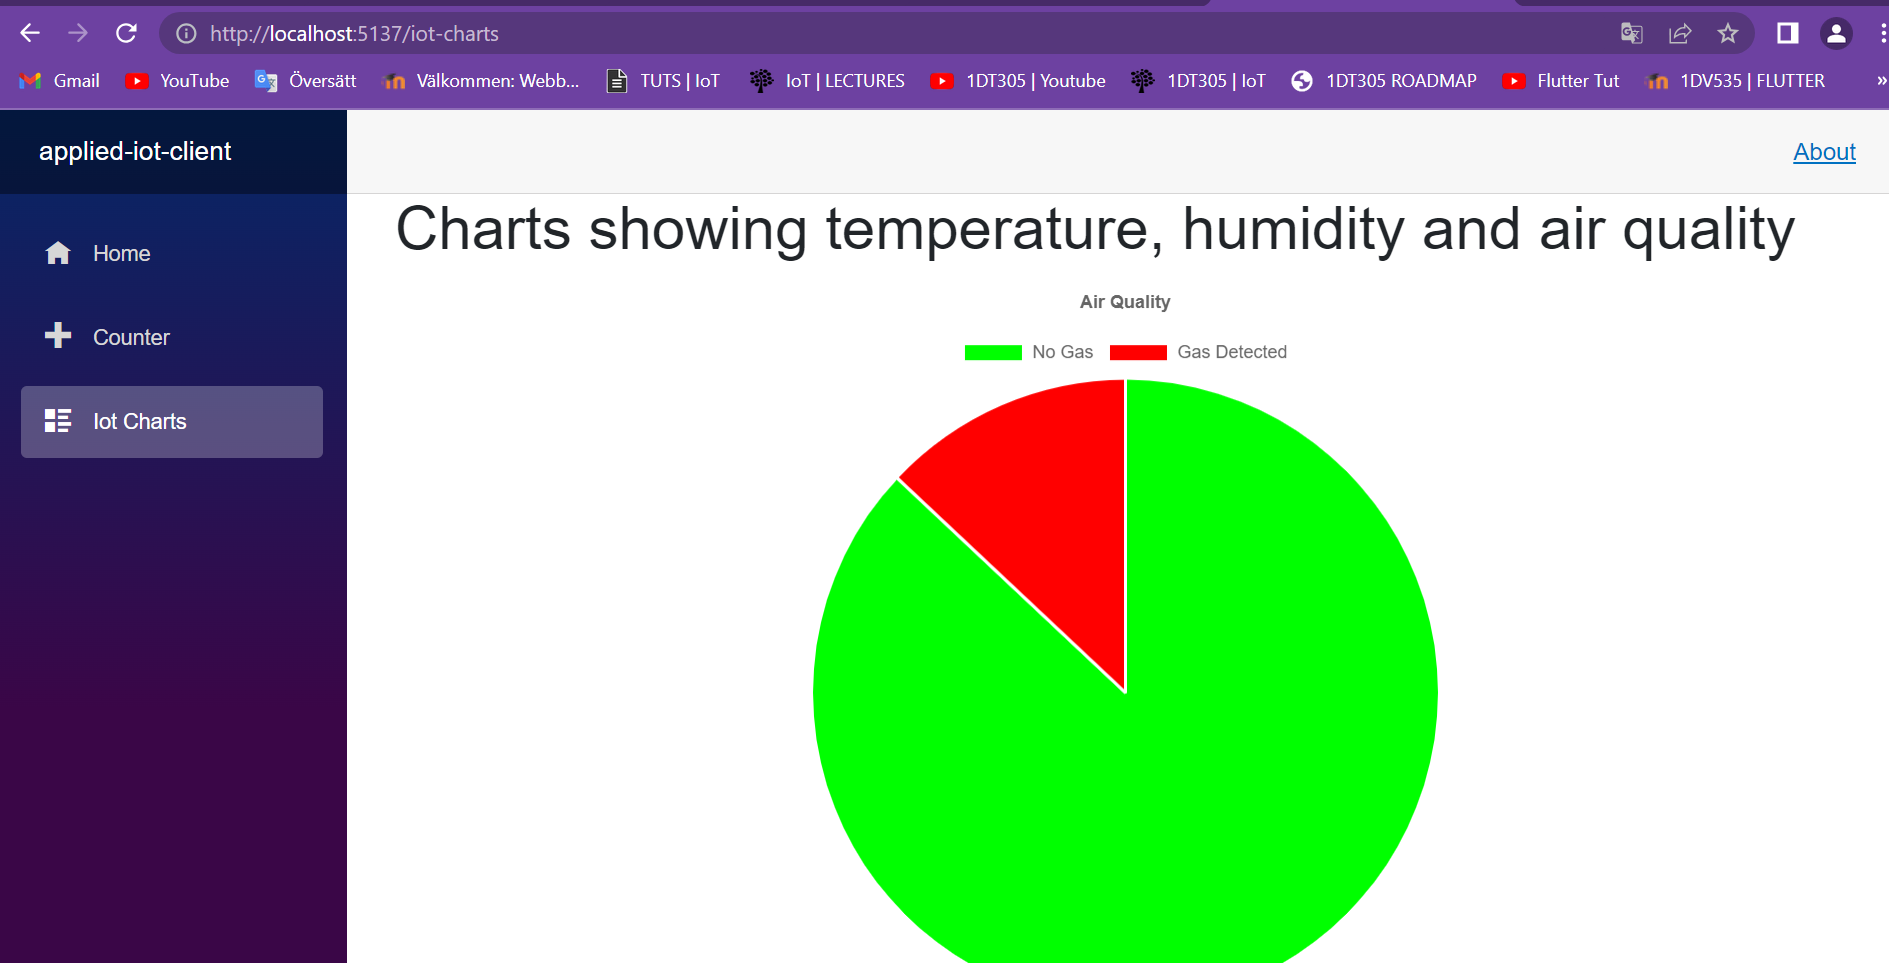 http://localhost:5137/iot-charts
Gmail YouTube Översätt Välkommen: Webb... TUTS | IoT IoT | LECTURES 1DT305 | Youtube 1DT305 | IoT 1DT305 ROADMAP Flutter Tut 1DV535 | FLUTTER »
applied-iot-client
About
Home
Counter
Iot Charts
Charts showing temperature, humidity and air quality
Air Quality
No Gas Gas Detected